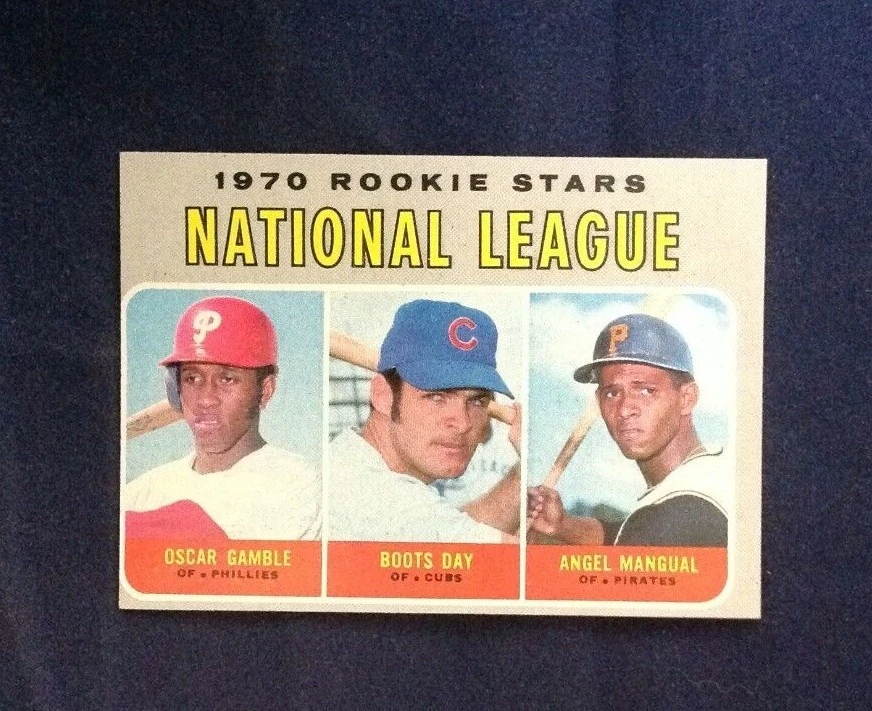 1970 ROOKIE STARS
NATIONAL LEAGUE
P
C
P
OSCAR GAMBLE
OF • PHILLIES
BOOTS DAY
OF • CUBS
ANGEL MANGUAL
OF • PIRATES